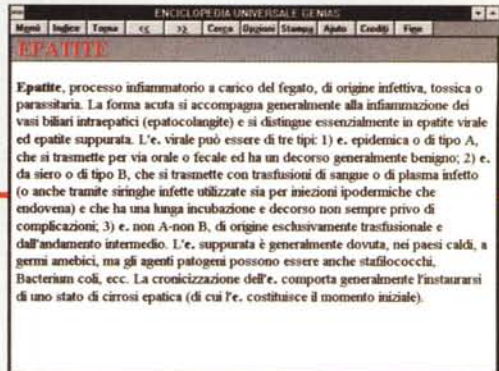 ENCICLOPEDIA UNIVERSALE GENIAS
Menù Indice Torna << >> Cerca Opzioni Stampa Aiuto Crediti Fine
EPATITE
Epatite, processo infiammatorio a carico del fegato, di origine infettiva, tossica o
parassitaria. La forma acuta si accompagna generalmente alla infiammazione dei
vasi biliari intraepatici (epatocolangite) e si distingue essenzialmente in epatite virale
ed epatite suppurata. L'e. virale può essere di tre tipi: 1) e. epidemica o di tipo A,
che si trasmette per via orale o fecale ed ha un decorso generalmente benigno; 2) e.
da siero o di tipo B, che si trasmette con trasfusioni di sangue o di plasma infetto
(o anche tramite siringhe infette utilizzate sia per iniezioni ipodermiche che
endovena) e che ha una lunga incubazione e decorso non sempre privo di
complicazioni; 3) e. non A-non B, di origine esclusivamente trasfusionale e
dall'andamento intermedio. L'e. suppurata è generalmente dovuta, nei paesi caldi, a
germi amebici, ma gli agenti patogeni possono essere anche stafilococchi,
Bacterium coli, ecc. La cronicizzazione dell'e. comporta generalmente l'instaurarsi
di uno stato di cirrosi epatica (di cui l'e. costituisce il momento iniziale).